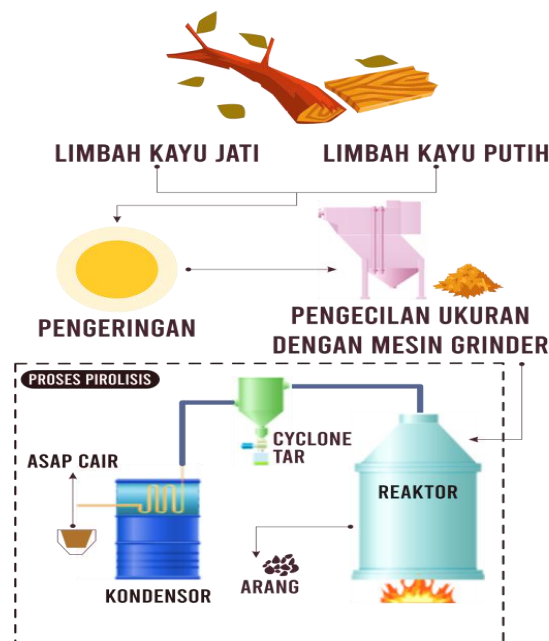 LIMBAH KAYU JATI
LIMBAH KAYU PUTIH
PENGERINGAN
PENGECILAN UKURAN
DENGAN MESIN GRINDER
PROSES PIROLISIS
CYCLONE
TAR
ASAP CAIR
REAKTOR
KONDENSOR
ARANG